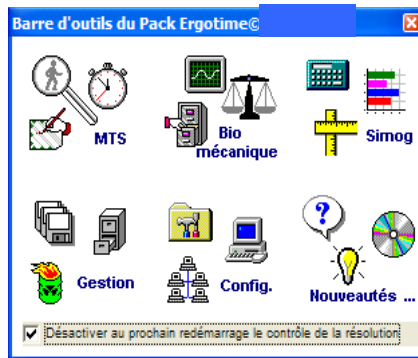 Barre d'outils du Pack Ergotime©
MTS
Bio
mécanique
Simog
Gestion
Config.
Nouveautés ...
Désactiver au prochain redémarrage le contrôle de la résolution